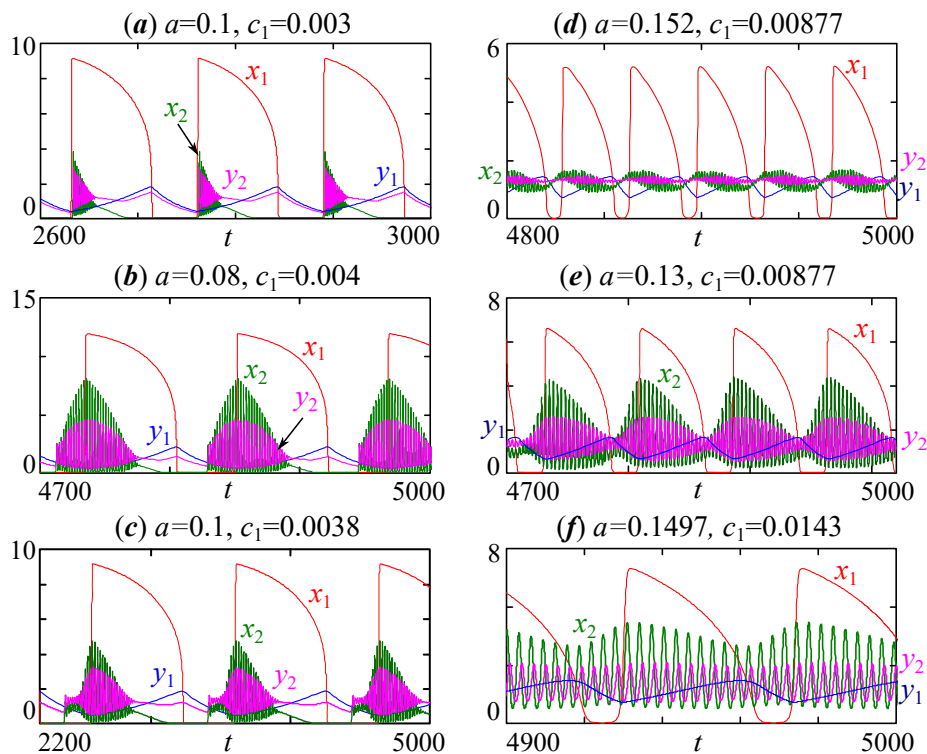 (a) a=0.1, c₁=0.003
10
x₁
x₂
y₂
y₁
0
2600
t
3000
(b) a=0.08, c₁=0.004
15
x₁
x₂
y₂
y₁
0
4700
t
5000
(c) a=0.1, c₁=0.0038
10
x₁
x₂
y₁
y₂
0
2200
t
5000
(d) a=0.152, c₁=0.00877
6
x₁
y₂
x₂
y₁
0
4800
t
5000
(e) a=0.13, c₁=0.00877
8
x₁
x₂
y₁
y₂
0
4700
t
5000
(f) a=0.1497, c₁=0.0143
8
x₁
x₂
y₂
y₁
0
4900
t
5000